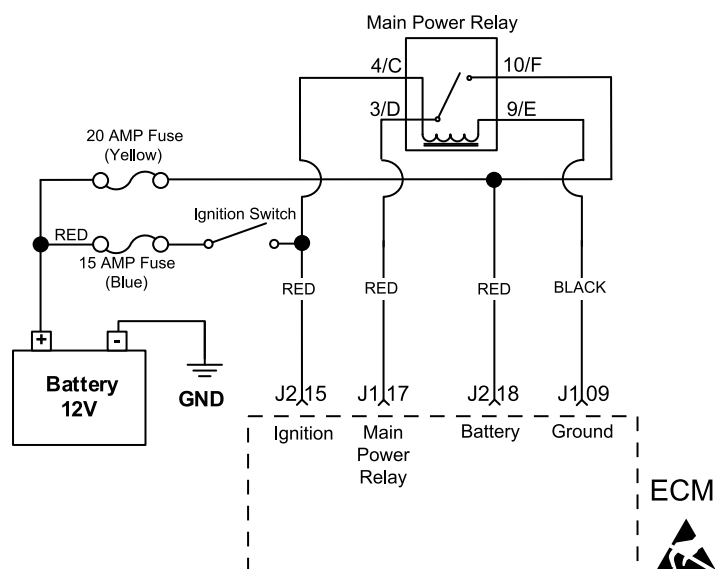 Main Power Relay
4/C
10/F
3/D
9/E
20 AMP Fuse
(Yellow)
Ignition Switch
RED
15 AMP Fuse
(Blue)
RED
RED
RED
BLACK
+
-
Battery
12V
GND
J2 15
J1 17
J2 18
J1 09
Ignition
Main
Power
Relay
Battery
Ground
ECM